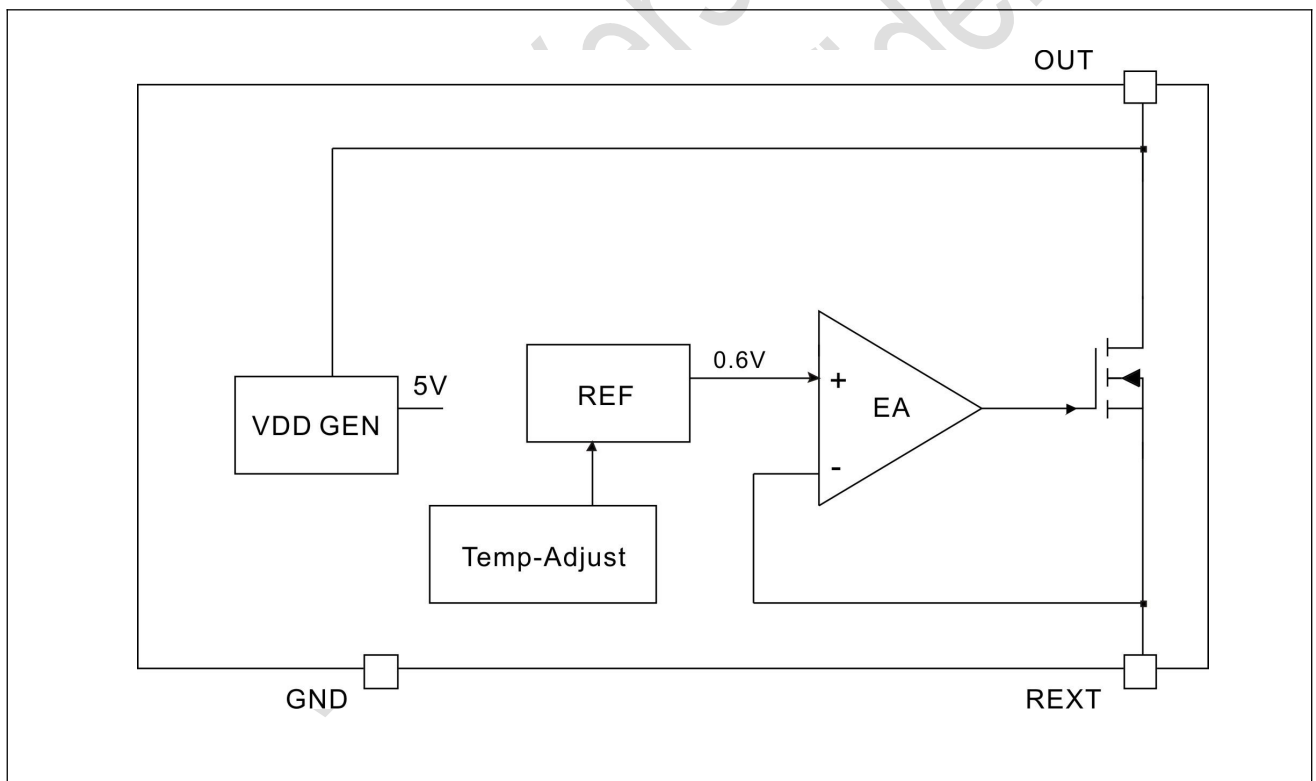 OUT
5V
VDD GEN
REF
0.6V
+
EA
-
Temp-Adjust
GND
REXT